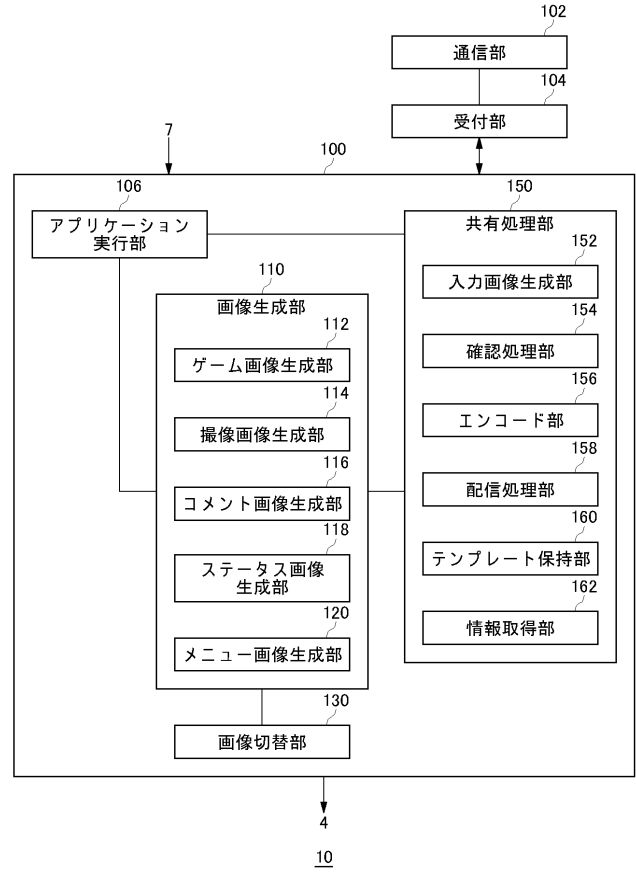 102
通信部
104
受付部
7
100
106
アプリケーション
実行部
110
画像生成部
112
ゲーム画像生成部
114
撮像画像生成部
116
コメント画像生成部
118
ステータス画像
生成部
120
メニュー画像生成部
130
画像切替部
150
共有処理部
152
入力画像生成部
154
確認処理部
156
エンコード部
158
配信処理部
160
テンプレート保持部
162
情報取得部
4
10